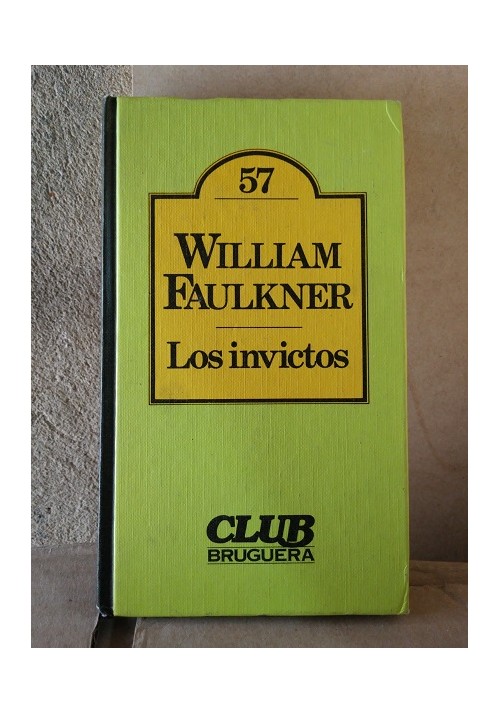 57
WILLIAM
FAULKNER
Los invictos
CLUB
BRUGUERA